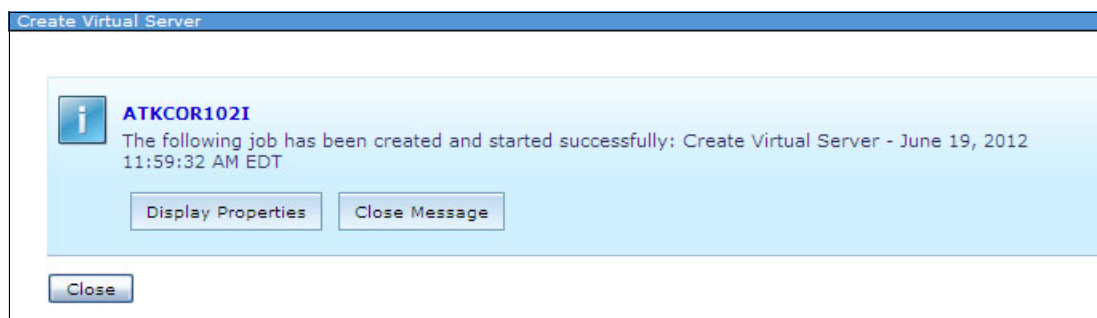 Create Virtual Server
ATKCOR102I
The following job has been created and started successfully: Create Virtual Server - June 19, 2012
11:59:32 AM EDT
Display Properties
Close Message
Close